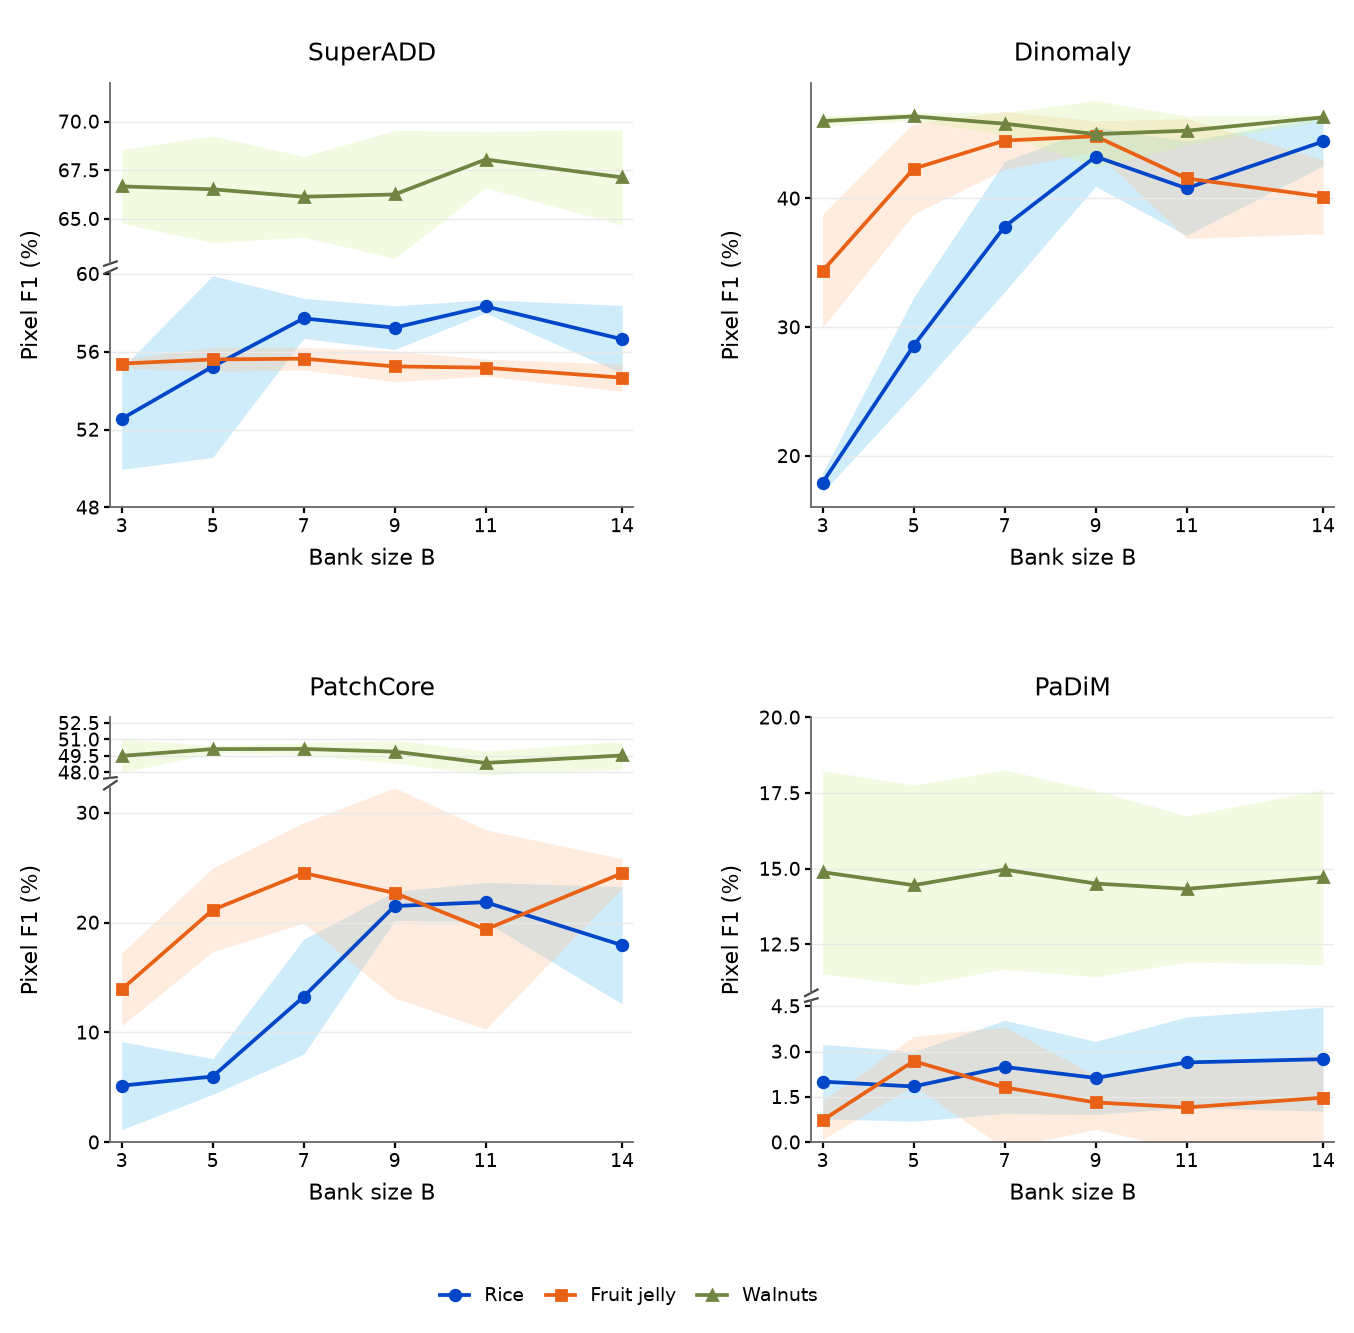 SuperADD
70.0
67.5
65.0
60
56
52
48
Pixel F1 (%)
3 5 7 9 11 14
Bank size B
Dinomaly
40
30
20
Pixel F1 (%)
3 5 7 9 11 14
Bank size B
PatchCore
52.5
51.0
49.5
48.0
30
20
10
0
Pixel F1 (%)
3 5 7 9 11 14
Bank size B
PaDiM
20.0
17.5
15.0
12.5
4.5
3.0
1.5
0.0
Pixel F1 (%)
3 5 7 9 11 14
Bank size B
Rice Fruit jelly Walnuts